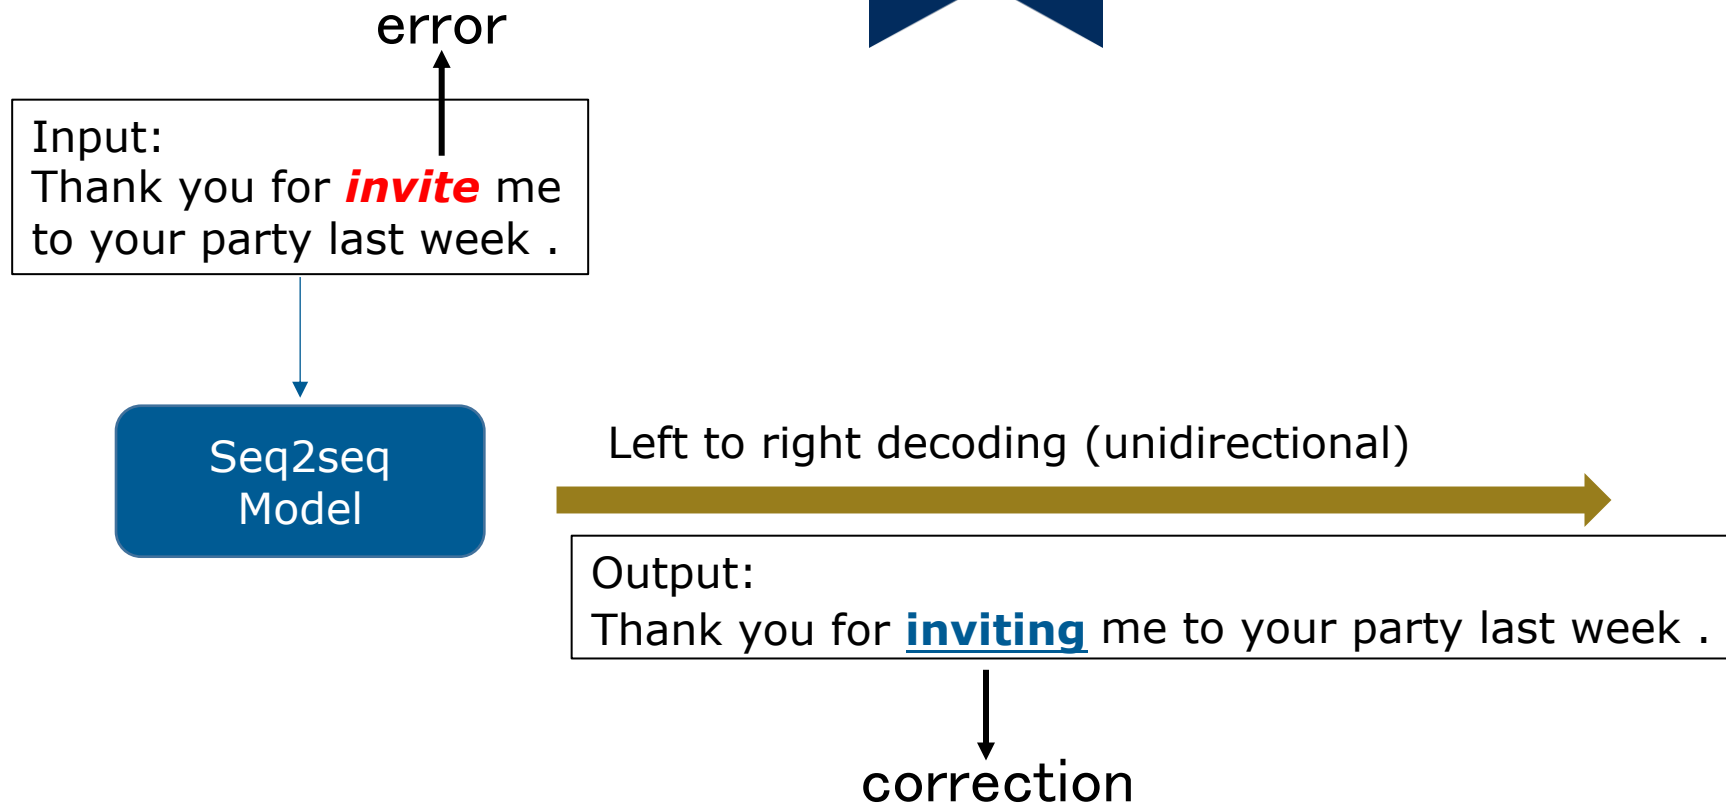 error
Input:
Thank you for invite me
to your party last week .
Seq2seq
Model
Left to right decoding (unidirectional)
Output:
Thank you for inviting me to your party last week .
correction